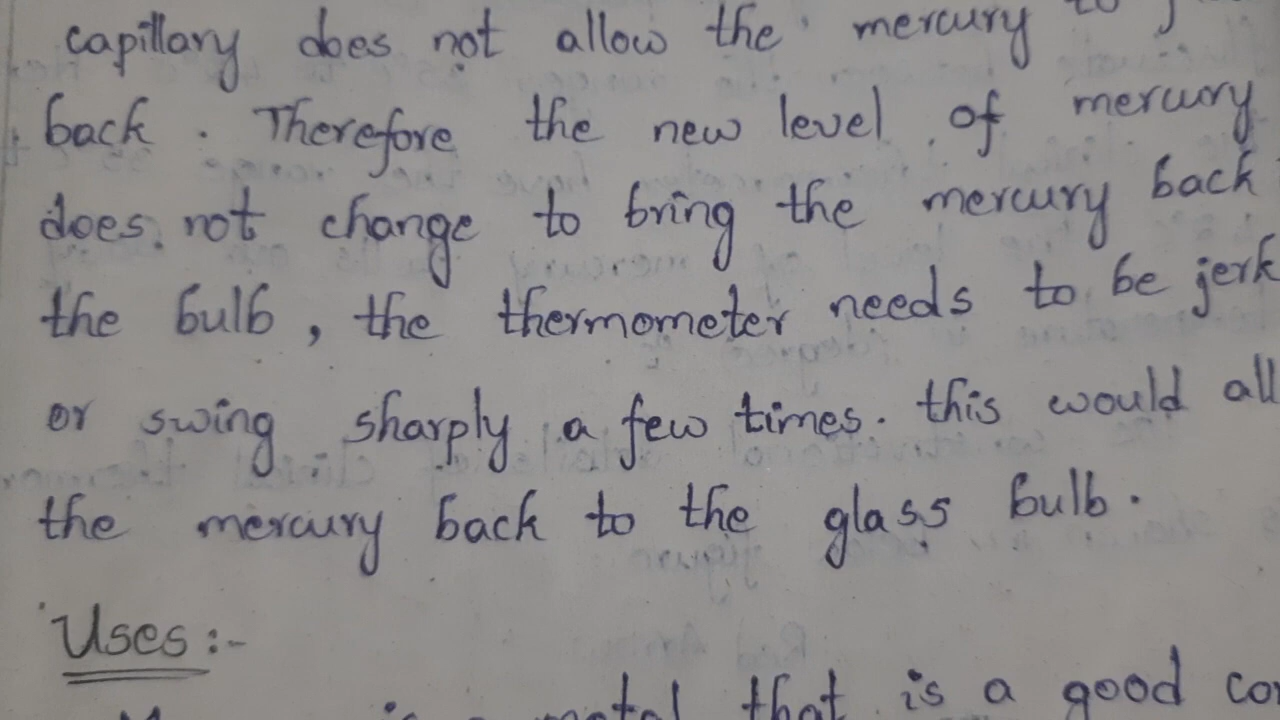 capillary does not allow the mercury to
back. Therefore the new level of mercury
does not change to bring the mercury back
the bulb, the thermometer needs to be jerk
or swing sharply a few times. this would all
the mercury back to the glass bulb.
Uses :-
is a metal that is a good